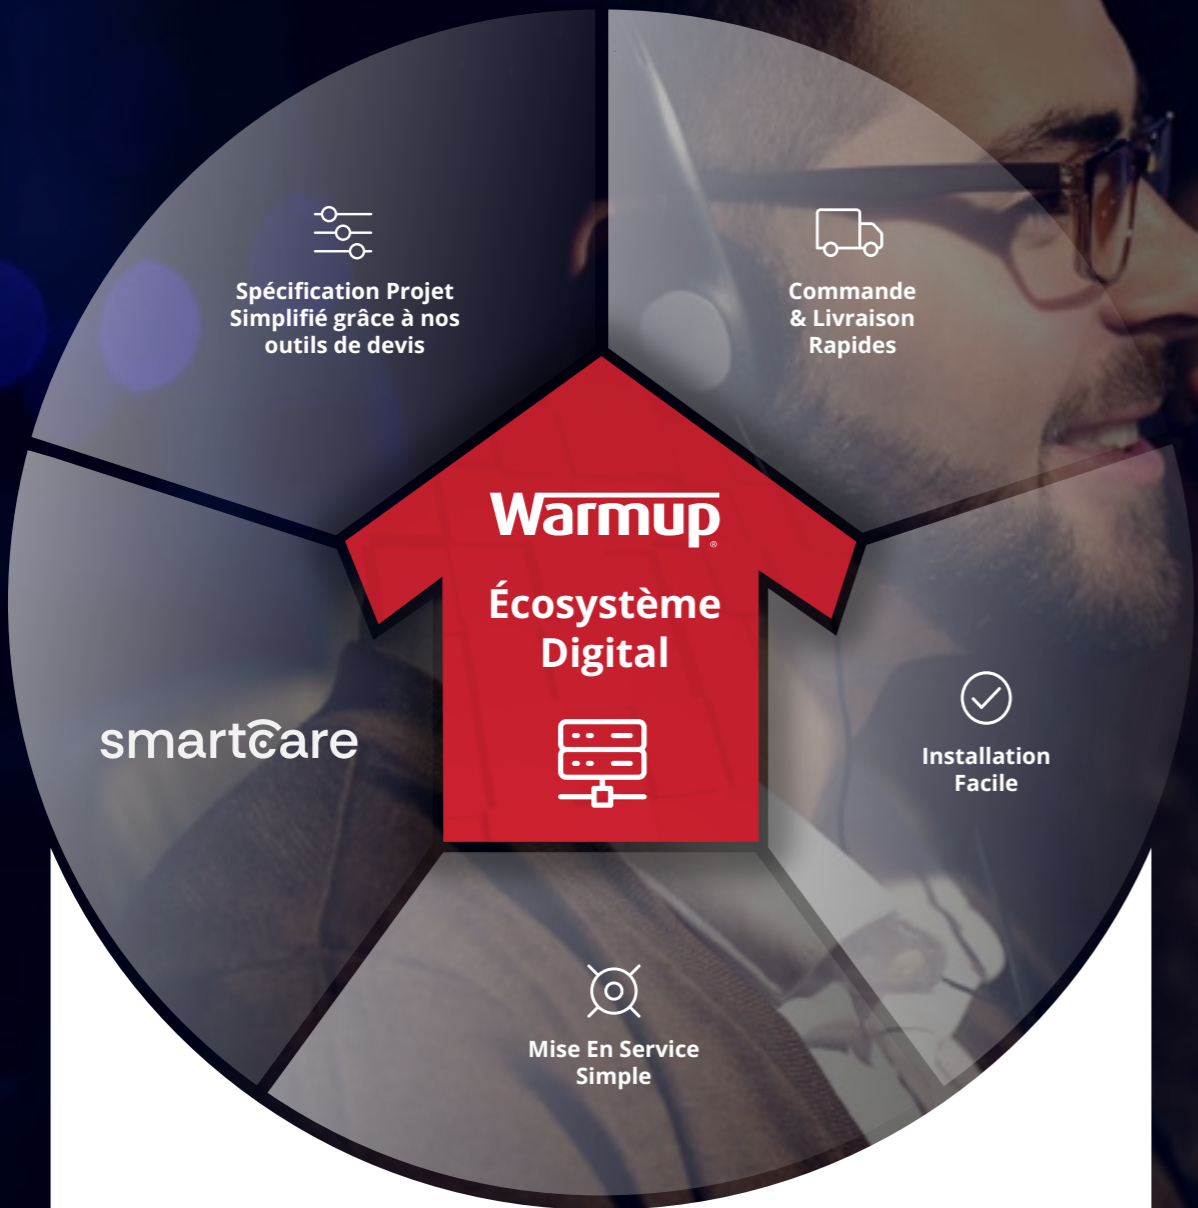 Spécification Projet
Simplifié grâce à nos
outils de devis
Commande
& Livraison
Rapides
Warmup®
Écosystème
Digital
smartcare
Installation
Facile
Mise En Service
Simple